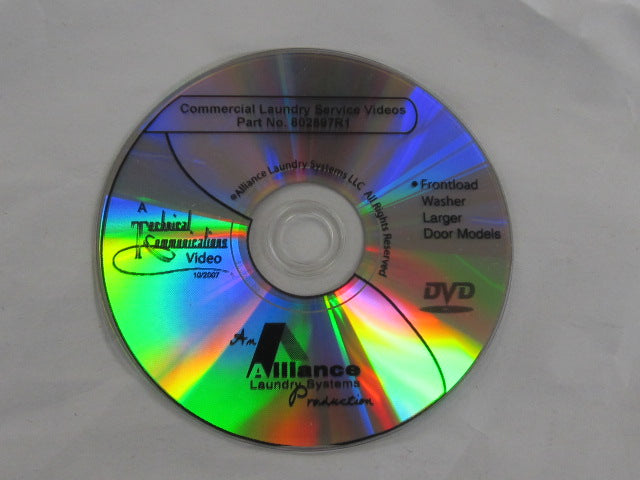 Commercial Laundry Service Videos
Part No. 802897R1
©Alliance Laundry Systems LLC All Rights Reserved
• Frontload
Washer
Larger
Door Models
A
Technical
Communications
Video
10/2007
DVD
An
Alliance
Laundry Systems
Production